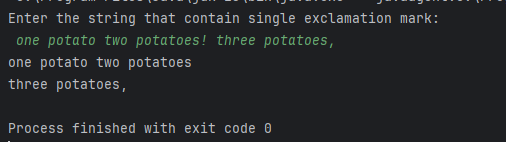 Enter the string that contain single exclamation mark:
one potato two potatoes! three potatoes,
one potato two potatoes
three potatoes,
Process finished with exit code 0